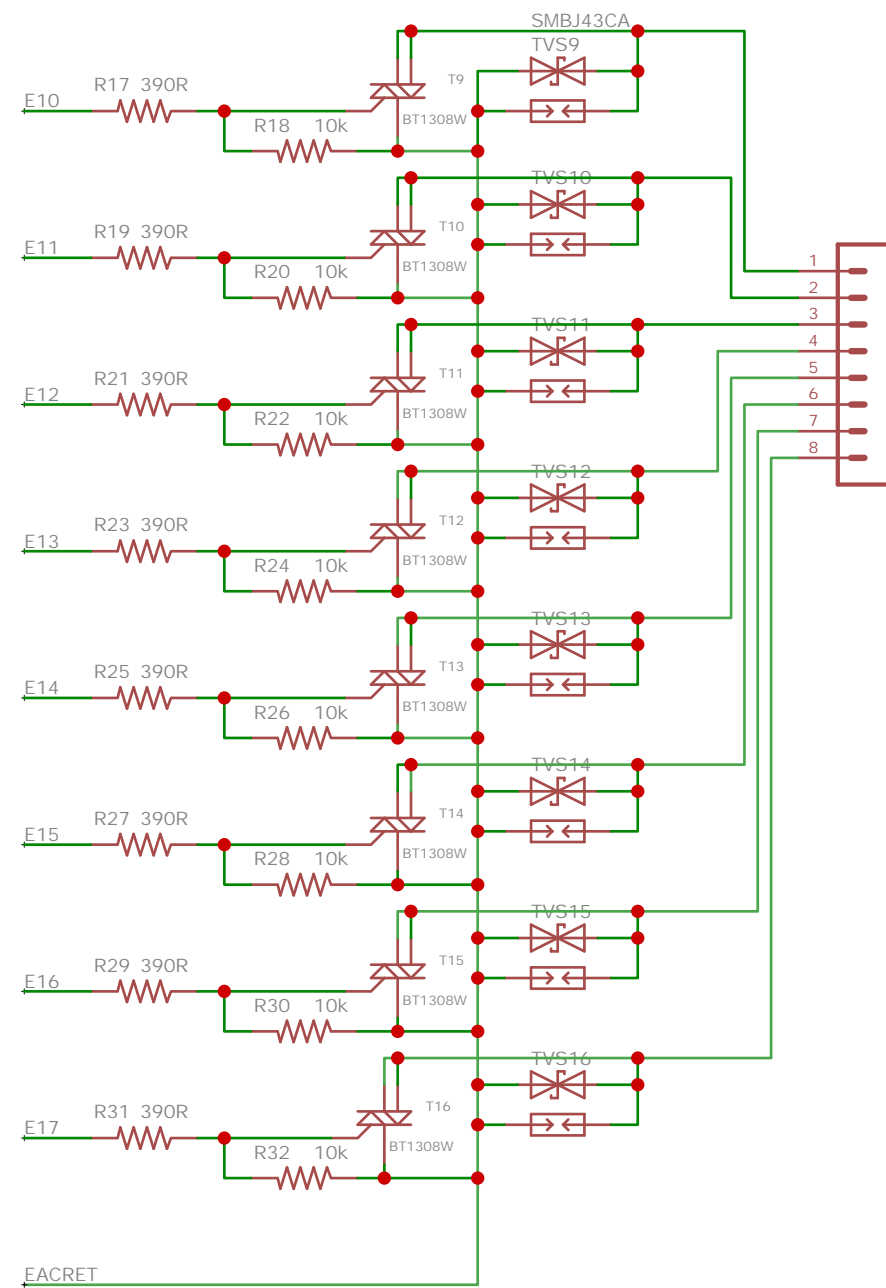 SMBJ43CA
TVS9
R17 390R
T9
E10
BT1308W
R18 10k
TVS10
R19 390R
T10
E11
BT1308W
R20 10k
1
2
3
4
5
6
7
8
TVS11
R21 390R
T11
E12
BT1308W
R22 10k
TVS12
R23 390R
T12
E13
BT1308W
R24 10k
TVS13
R25 390R
T13
E14
BT1308W
R26 10k
TVS14
R27 390R
T14
E15
BT1308W
R28 10k
TVS15
R29 390R
T15
E16
BT1308W
R30 10k
TVS16
R31 390R
T16
E17
BT1308W
R32 10k
EACRET